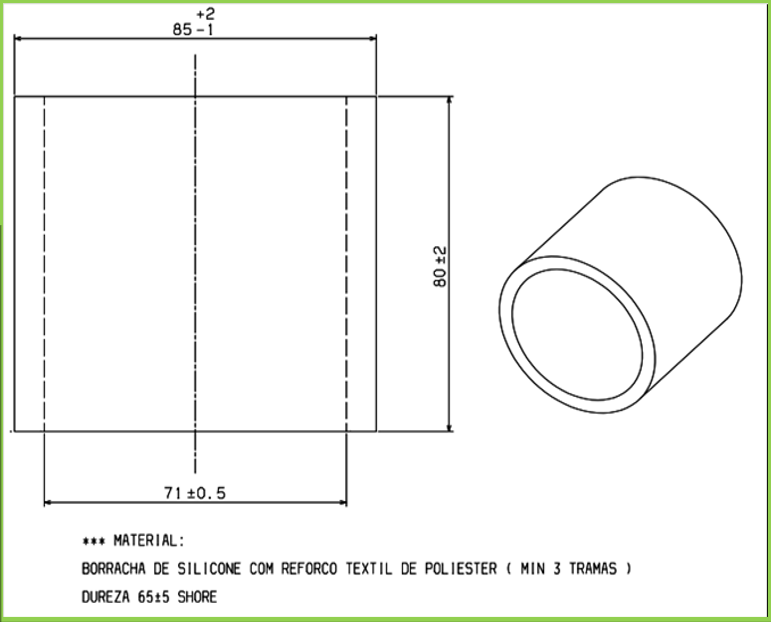 +2
85-1
80±2
71±0.5
*** MATERIAL:
BORRACHA DE SILICONE COM REFORCO TEXTIL DE POLIESTER ( MIN 3 TRAMAS )
DUREZA 65±5 SHORE